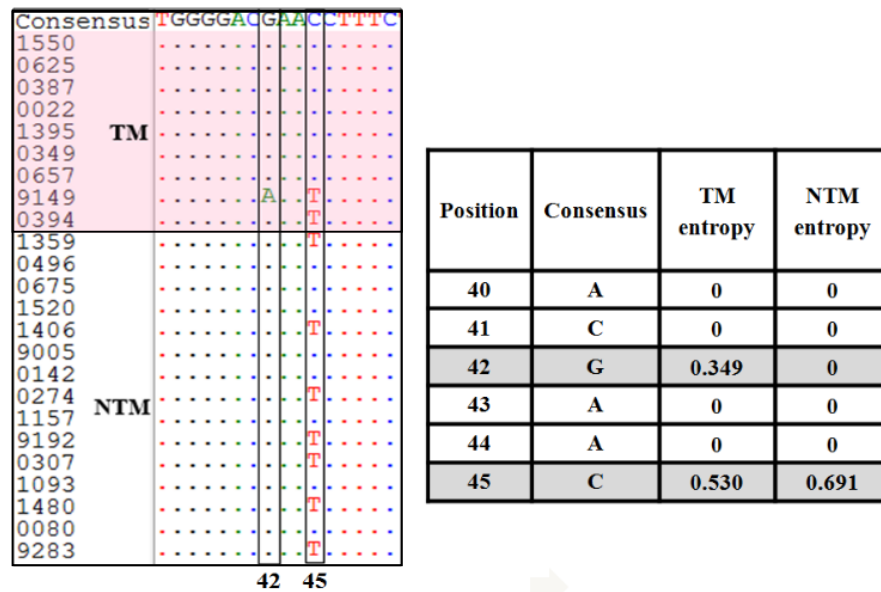 Consensus TGGGGACGAACCTTTC
1550 ................
0625 ................
0387 ................
0022 ................
1395 TM ................
0349 ................
0657 ................
9149 .......A..T.....
0394 ..........T.....
1359 ..........T.....
0496 ................
0675 ................
1520 ................
1406 ..........T.....
9005 ................
0142 ................
0274 ..........T.....
NTM
1157 ................
9192 ..........T.....
0307 ..........T.....
1093 ................
1480 ..........T.....
0080 ................
9283 ..........T.....
42 45
Position Consensus TM entropy NTM entropy
40 A 0 0
41 C 0 0
42 G 0.349 0
43 A 0 0
44 A 0 0
45 C 0.530 0.691